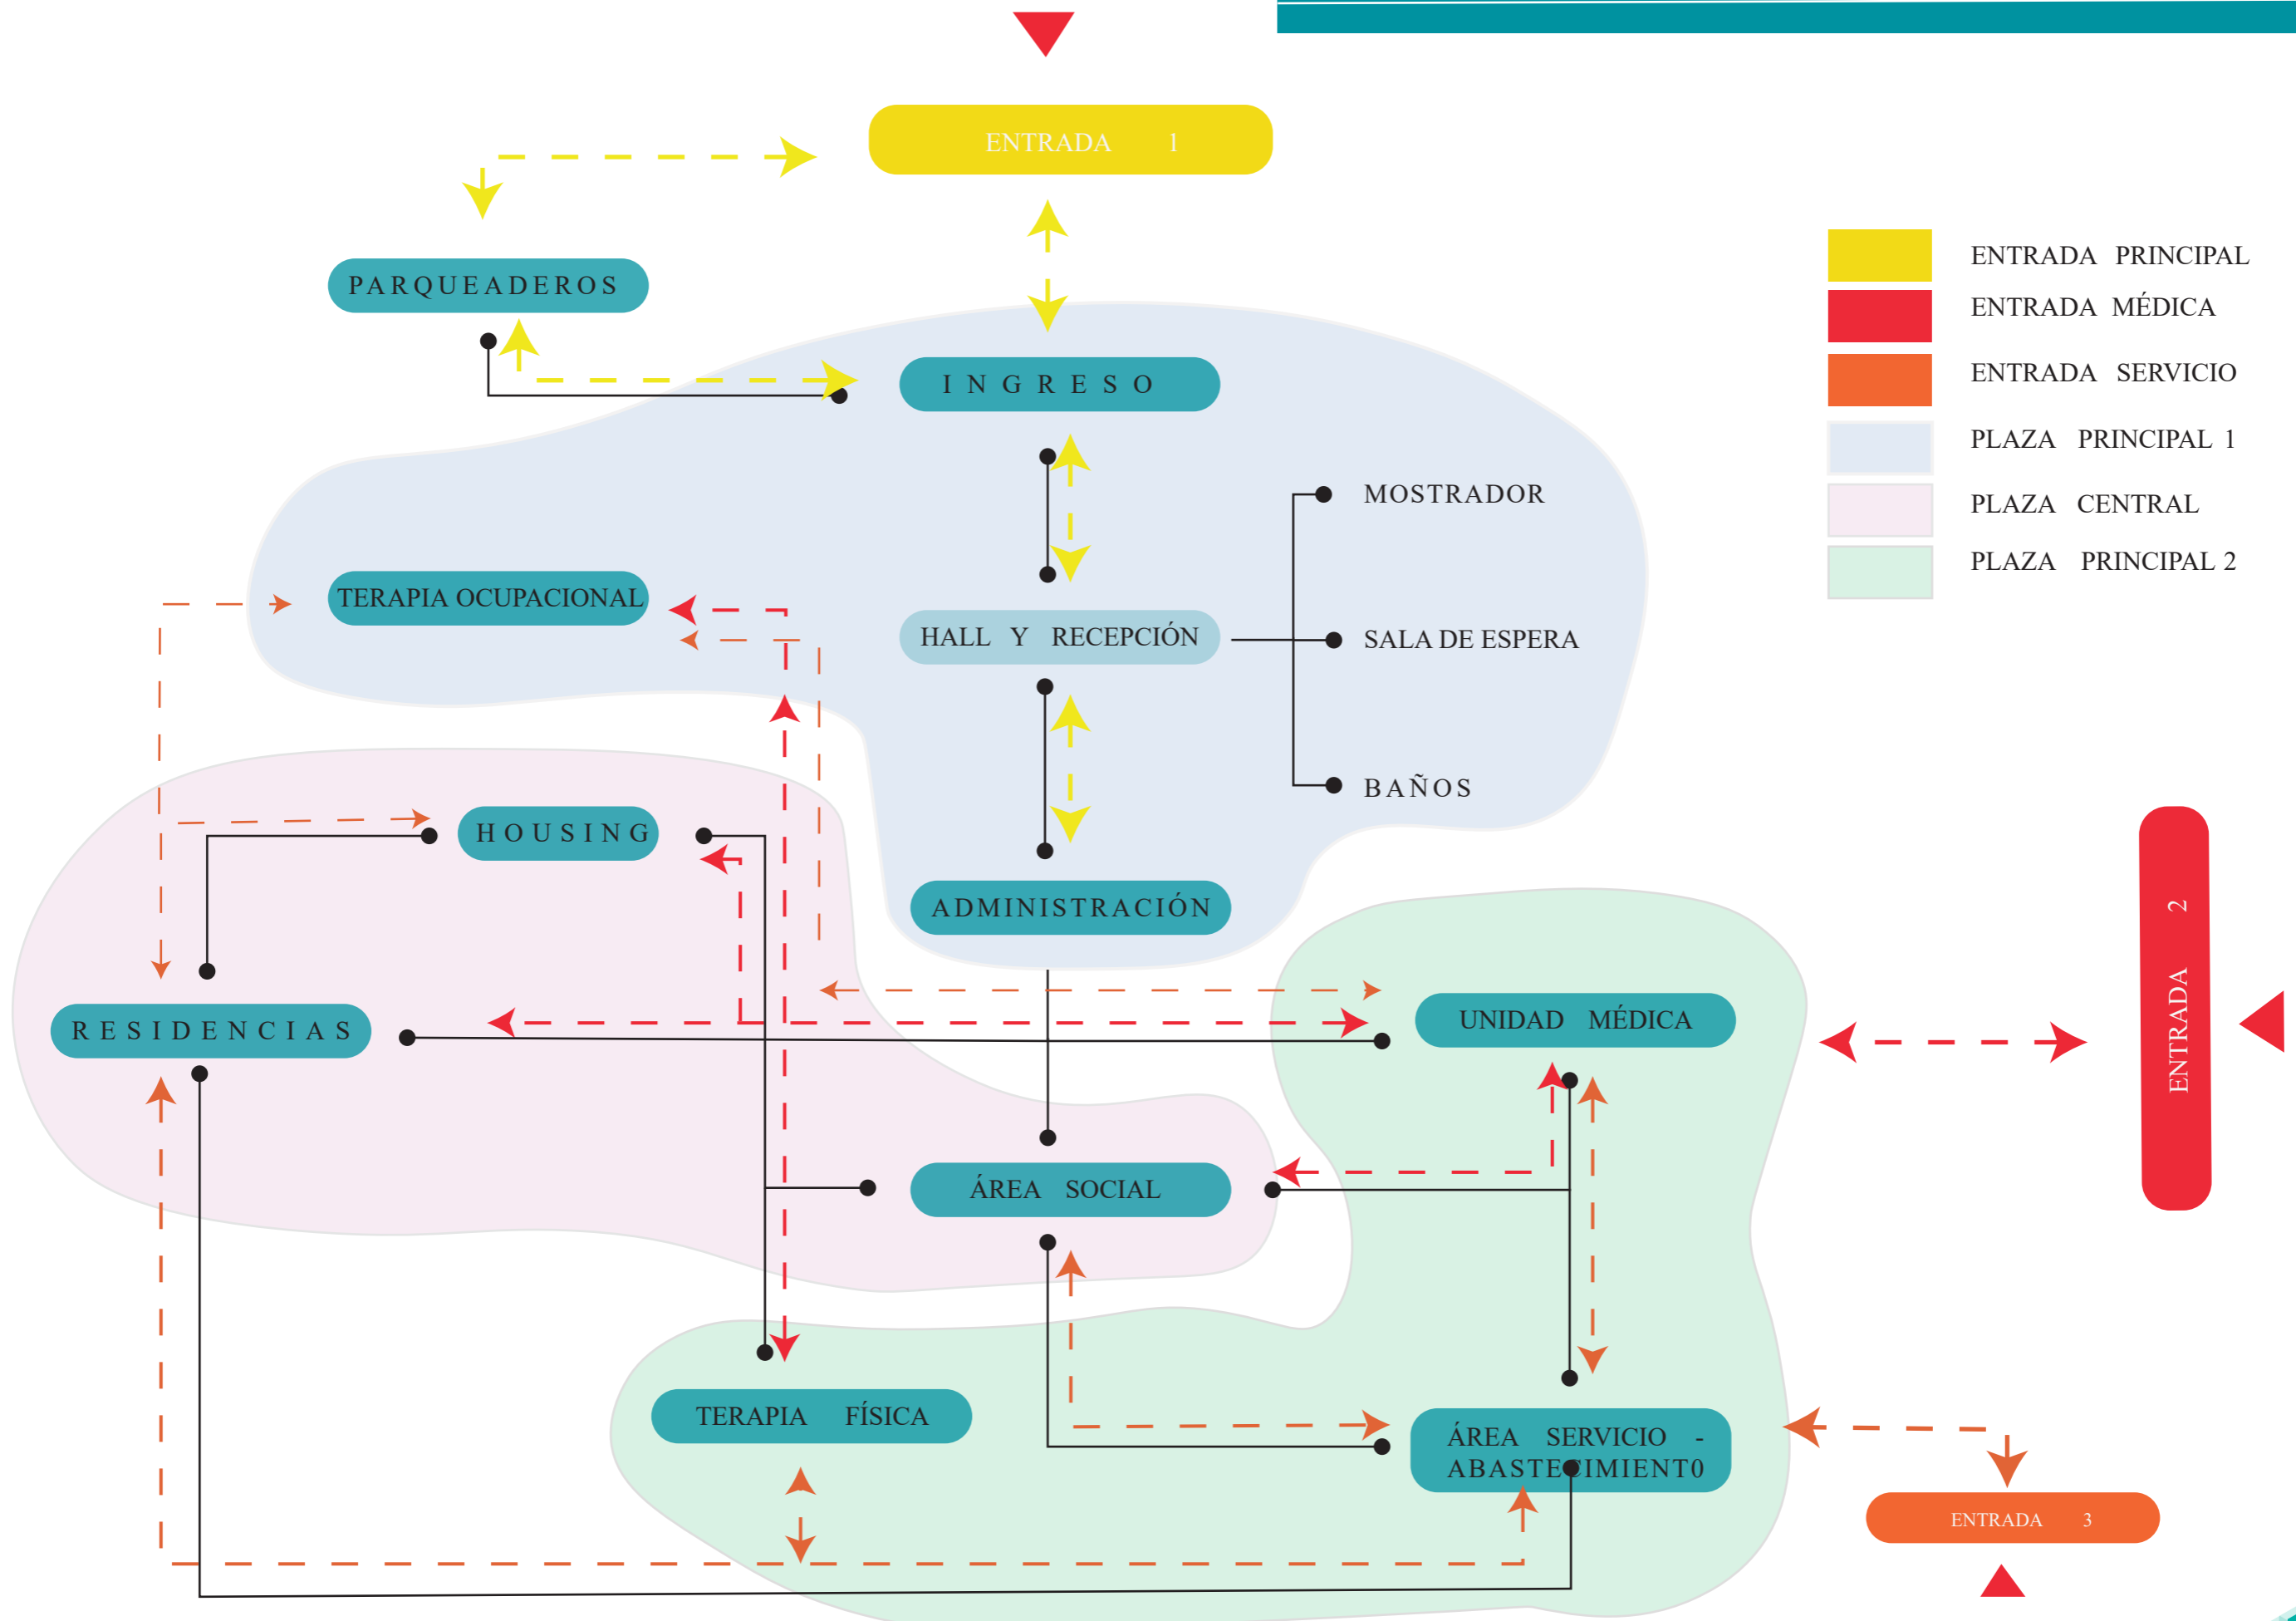 ENTRADA 1
PARQUEADEROS
INGRESO
TERAPIA OCUPACIONAL
HALL Y RECEPCIÓN
MOSTRADOR
SALA DE ESPERA
BAÑOS
HOUSING
ADMINISTRACIÓN
RESIDENCIAS
UNIDAD MÉDICA
ÁREA SOCIAL
TERAPIA FÍSICA
ÁREA SERVICIO -
ABASTECIMIENT0
ENTRADA 2
ENTRADA 3
ENTRADA PRINCIPAL
ENTRADA MÉDICA
ENTRADA SERVICIO
PLAZA PRINCIPAL 1
PLAZA CENTRAL
PLAZA PRINCIPAL 2